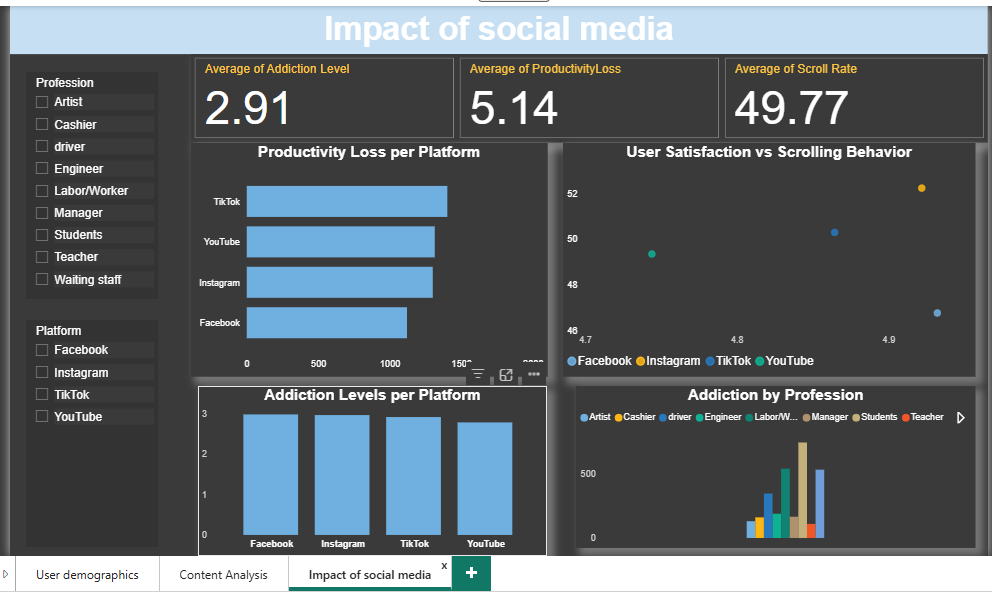 Impact of social media
Profession
Artist
Cashier
driver
Engineer
Labor/Worker
Manager
Students
Teacher
Waiting staff
Platform
Facebook
Instagram
TikTok
YouTube
Average of Addiction Level
2.91
Average of ProductivityLoss
5.14
Average of Scroll Rate
49.77
Productivity Loss per Platform
TikTok
YouTube
Instagram
Facebook
0 500 1000
User Satisfaction vs Scrolling Behavior
52
50
48
46
4.7 4.8 4.9
Facebook Instagram TikTok YouTube
Addiction Levels per Platform
3
2
1
0
Facebook Instagram TikTok YouTube
Addiction by Profession
Artist Cashier driver Engineer Labor/W... Manager Students Teacher
500
0
User demographics Content Analysis Impact of social media x +